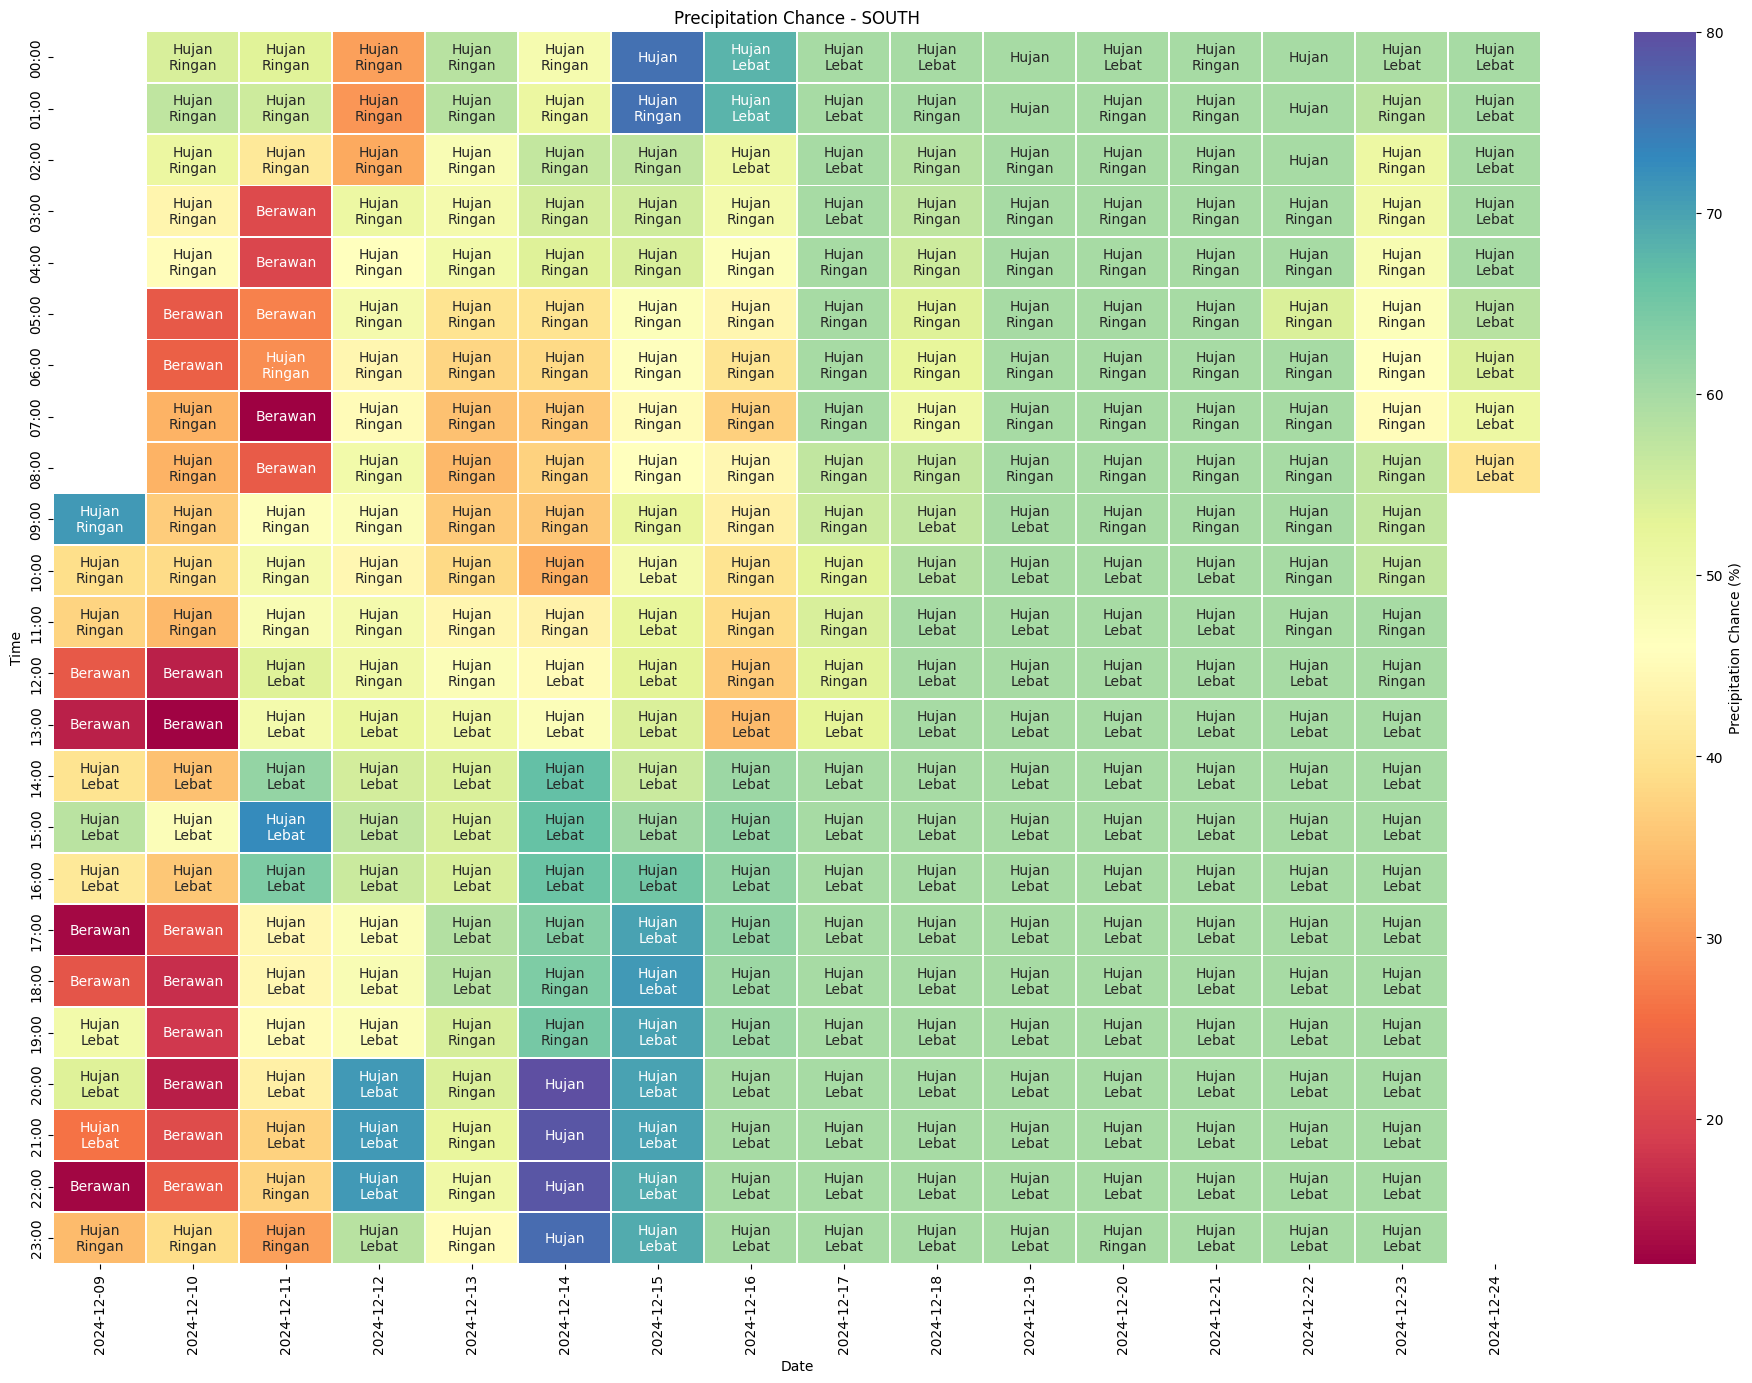 Precipitation Chance - SOUTH
Time
00:00 Hujan Ringan Hujan Ringan Hujan Ringan Hujan Ringan Hujan Ringan Hujan Hujan Lebat Hujan Lebat Hujan Lebat Hujan Hujan Lebat Hujan Ringan Hujan Hujan Lebat Hujan Lebat
01:00 Hujan Ringan Hujan Ringan Hujan Ringan Hujan Ringan Hujan Ringan Hujan Ringan Hujan Lebat Hujan Lebat Hujan Ringan Hujan Hujan Ringan Hujan Ringan Hujan Hujan Ringan Hujan Lebat
02:00 Hujan Ringan Hujan Ringan Hujan Ringan Hujan Ringan Hujan Ringan Hujan Ringan Hujan Lebat Hujan Lebat Hujan Ringan Hujan Ringan Hujan Ringan Hujan Ringan Hujan Hujan Ringan Hujan Lebat
03:00 Hujan Ringan Berawan Hujan Ringan Hujan Ringan Hujan Ringan Hujan Ringan Hujan Ringan Hujan Lebat Hujan Ringan Hujan Ringan Hujan Ringan Hujan Ringan Hujan Ringan Hujan Ringan Hujan Lebat
04:00 Hujan Ringan Berawan Hujan Ringan Hujan Ringan Hujan Ringan Hujan Ringan Hujan Ringan Hujan Ringan Hujan Ringan Hujan Ringan Hujan Ringan Hujan Ringan Hujan Ringan Hujan Ringan Hujan Lebat
05:00 Berawan Berawan Hujan Ringan Hujan Ringan Hujan Ringan Hujan Ringan Hujan Ringan Hujan Ringan Hujan Ringan Hujan Ringan Hujan Ringan Hujan Ringan Hujan Ringan Hujan Ringan Hujan Lebat
06:00 Berawan Hujan Ringan Hujan Ringan Hujan Ringan Hujan Ringan Hujan Ringan Hujan Ringan Hujan Ringan Hujan Ringan Hujan Ringan Hujan Ringan Hujan Ringan Hujan Ringan Hujan Ringan Hujan Lebat
07:00 Hujan Ringan Berawan Hujan Ringan Hujan Ringan Hujan Ringan Hujan Ringan Hujan Ringan Hujan Ringan Hujan Ringan Hujan Ringan Hujan Ringan Hujan Ringan Hujan Ringan Hujan Ringan Hujan Lebat
08:00 Hujan Ringan Berawan Hujan Ringan Hujan Ringan Hujan Ringan Hujan Ringan Hujan Ringan Hujan Ringan Hujan Ringan Hujan Ringan Hujan Ringan Hujan Ringan Hujan Ringan Hujan Ringan Hujan Lebat
09:00 Hujan Ringan Hujan Ringan Hujan Ringan Hujan Ringan Hujan Ringan Hujan Ringan Hujan Ringan Hujan Ringan Hujan Ringan Hujan Lebat Hujan Lebat Hujan Ringan Hujan Ringan Hujan Ringan Hujan Ringan
10:00 Hujan Ringan Hujan Ringan Hujan Ringan Hujan Ringan Hujan Ringan Hujan Ringan Hujan Lebat Hujan Ringan Hujan Ringan Hujan Lebat Hujan Lebat Hujan Lebat Hujan Lebat Hujan Ringan Hujan Ringan
11:00 Hujan Ringan Hujan Ringan Hujan Ringan Hujan Ringan Hujan Ringan Hujan Ringan Hujan Lebat Hujan Ringan Hujan Ringan Hujan Lebat Hujan Lebat Hujan Lebat Hujan Lebat Hujan Ringan Hujan Ringan
12:00 Berawan Berawan Hujan Lebat Hujan Ringan Hujan Ringan Hujan Lebat Hujan Lebat Hujan Ringan Hujan Ringan Hujan Lebat Hujan Lebat Hujan Lebat Hujan Lebat Hujan Lebat Hujan Ringan
13:00 Berawan Berawan Hujan Lebat Hujan Lebat Hujan Lebat Hujan Lebat Hujan Lebat Hujan Lebat Hujan Lebat Hujan Lebat Hujan Lebat Hujan Lebat Hujan Lebat Hujan Lebat Hujan Lebat
14:00 Hujan Lebat Hujan Lebat Hujan Lebat Hujan Lebat Hujan Lebat Hujan Lebat Hujan Lebat Hujan Lebat Hujan Lebat Hujan Lebat Hujan Lebat Hujan Lebat Hujan Lebat Hujan Lebat Hujan Lebat
15:00 Hujan Lebat Hujan Lebat Hujan Lebat Hujan Lebat Hujan Lebat Hujan Lebat Hujan Lebat Hujan Lebat Hujan Lebat Hujan Lebat Hujan Lebat Hujan Lebat Hujan Lebat Hujan Lebat Hujan Lebat
16:00 Hujan Lebat Hujan Lebat Hujan Lebat Hujan Lebat Hujan Lebat Hujan Lebat Hujan Lebat Hujan Lebat Hujan Lebat Hujan Lebat Hujan Lebat Hujan Lebat Hujan Lebat Hujan Lebat Hujan Lebat
17:00 Berawan Berawan Hujan Lebat Hujan Lebat Hujan Lebat Hujan Lebat Hujan Lebat Hujan Lebat Hujan Lebat Hujan Lebat Hujan Lebat Hujan Lebat Hujan Lebat Hujan Lebat Hujan Lebat
18:00 Berawan Berawan Hujan Lebat Hujan Lebat Hujan Lebat Hujan Ringan Hujan Lebat Hujan Lebat Hujan Lebat Hujan Lebat Hujan Lebat Hujan Lebat Hujan Lebat Hujan Lebat Hujan Lebat
19:00 Hujan Lebat Berawan Hujan Lebat Hujan Lebat Hujan Ringan Hujan Ringan Hujan Lebat Hujan Lebat Hujan Lebat Hujan Lebat Hujan Lebat Hujan Lebat Hujan Lebat Hujan Lebat Hujan Lebat
20:00 Hujan Lebat Berawan Hujan Lebat Hujan Lebat Hujan Ringan Hujan Hujan Lebat Hujan Lebat Hujan Lebat Hujan Lebat Hujan Lebat Hujan Lebat Hujan Lebat Hujan Lebat Hujan Lebat
21:00 Hujan Lebat Berawan Hujan Lebat Hujan Lebat Hujan Ringan Hujan Hujan Lebat Hujan Lebat Hujan Lebat Hujan Lebat Hujan Lebat Hujan Lebat Hujan Lebat Hujan Lebat Hujan Lebat
22:00 Berawan Berawan Hujan Ringan Hujan Lebat Hujan Ringan Hujan Hujan Lebat Hujan Lebat Hujan Lebat Hujan Lebat Hujan Lebat Hujan Lebat Hujan Lebat Hujan Lebat Hujan Lebat
23:00 Hujan Ringan Hujan Ringan Hujan Ringan Hujan Lebat Hujan Ringan Hujan Hujan Lebat Hujan Lebat Hujan Lebat Hujan Lebat Hujan Lebat Hujan Ringan Hujan Lebat Hujan Lebat Hujan Lebat
2024-12-09 2024-12-10 2024-12-11 2024-12-12 2024-12-13 2024-12-14 2024-12-15 2024-12-16 2024-12-17 2024-12-18 2024-12-19 2024-12-20 2024-12-21 2024-12-22 2024-12-23 2024-12-24
Date
80
70
60
50
40
30
20
Precipitation Chance (%)